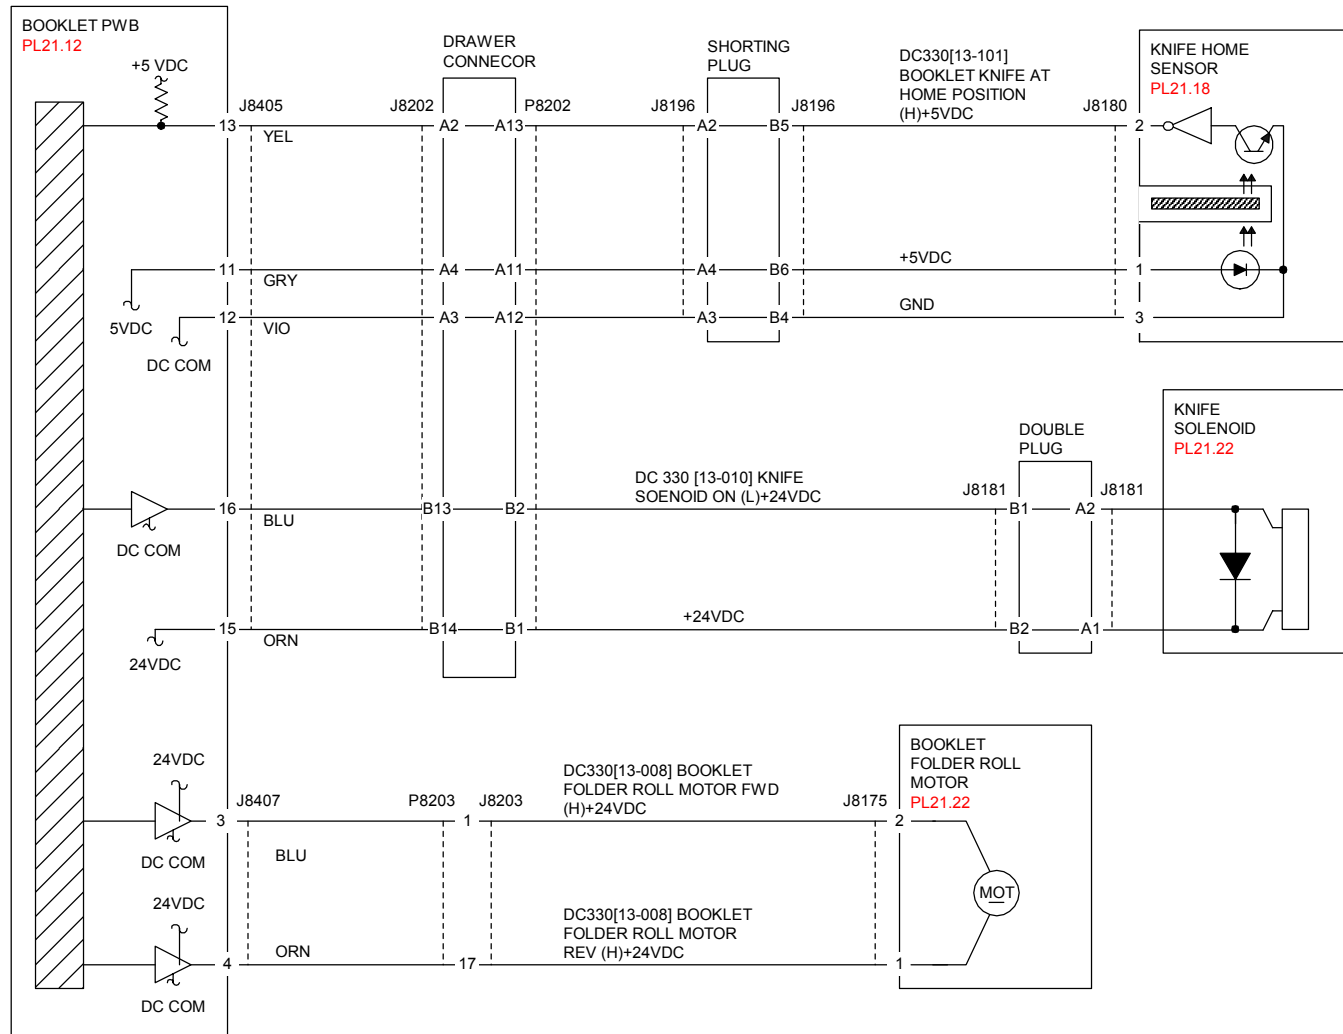 BOOKLET PWB
PL21.12
+5 VDC
DRAWER
CONNECOR
SHORTING
PLUG
DC330[13-101]
BOOKLET KNIFE AT
HOME POSITION
(H)+5VDC
KNIFE HOME
SENSOR
PL21.18
J8405
J8202
P8202
J8196
J8196
J8180
13
YEL
A2
A13
A2
B5
2
11
GRY
A4
A11
A4
B6
+5VDC
1
5VDC
12
VIO
A3
A12
A3
B4
GND
3
DC COM
DOUBLE
PLUG
KNIFE
SOLENOID
PL21.22
DC 330 [13-010] KNIFE
SOENOID ON (L)+24VDC
J8181
J8181
16
BLU
B13
B2
B1
A2
DC COM
15
ORN
B14
B1
+24VDC
B2
A1
24VDC
24VDC
J8407
P8203
J8203
DC330[13-008] BOOKLET
FOLDER ROLL MOTOR FWD
(H)+24VDC
J8175
BOOKLET
FOLDER ROLL
MOTOR
PL21.22
3
BLU
1
2
DC COM
24VDC
MOT
DC330[13-008] BOOKLET
FOLDER ROLL MOTOR
REV (H)+24VDC
4
ORN
17
1
DC COM